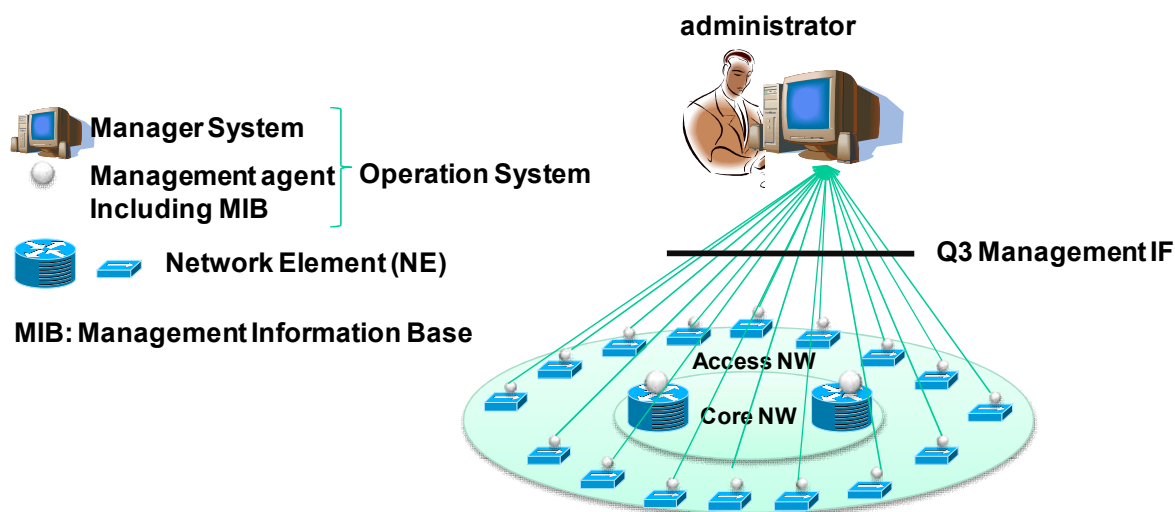 administrator
Manager System
Management agent
Including MIB
Operation System
Network Element (NE)
Q3 Management IF
MIB: Management Information Base
Access NW
Core NW